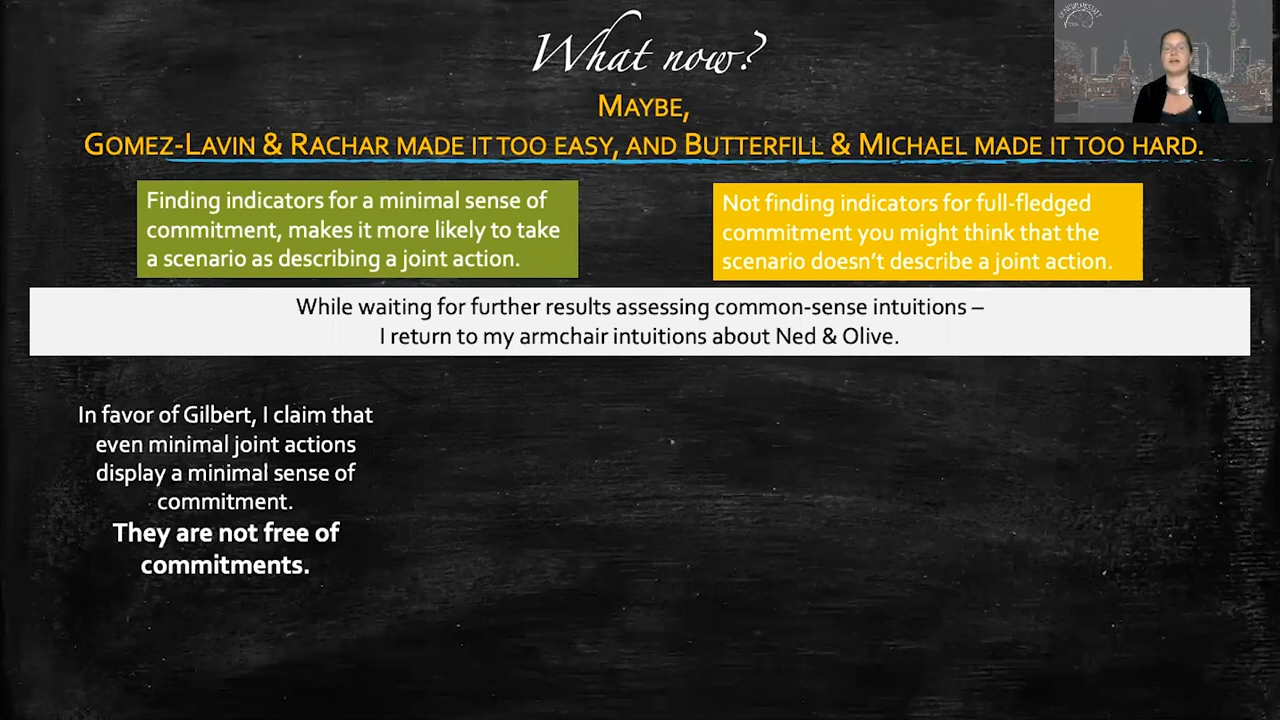 What now?
MAYBE,
GOMEZ-LAVIN & RACHAR MADE IT TOO EASY, AND BUTTERFILL & MICHAEL MADE IT TOO HARD.
Finding indicators for a minimal sense of
commitment, makes it more likely to take
a scenario as describing a joint action.
Not finding indicators for full-fledged
commitment you might think that the
scenario doesn't describe a joint action.
While waiting for further results assessing common-sense intuitions –
I return to my armchair intuitions about Ned & Olive.
In favor of Gilbert, I claim that
even minimal joint actions
display a minimal sense of
commitment.
They are not free of
commitments.